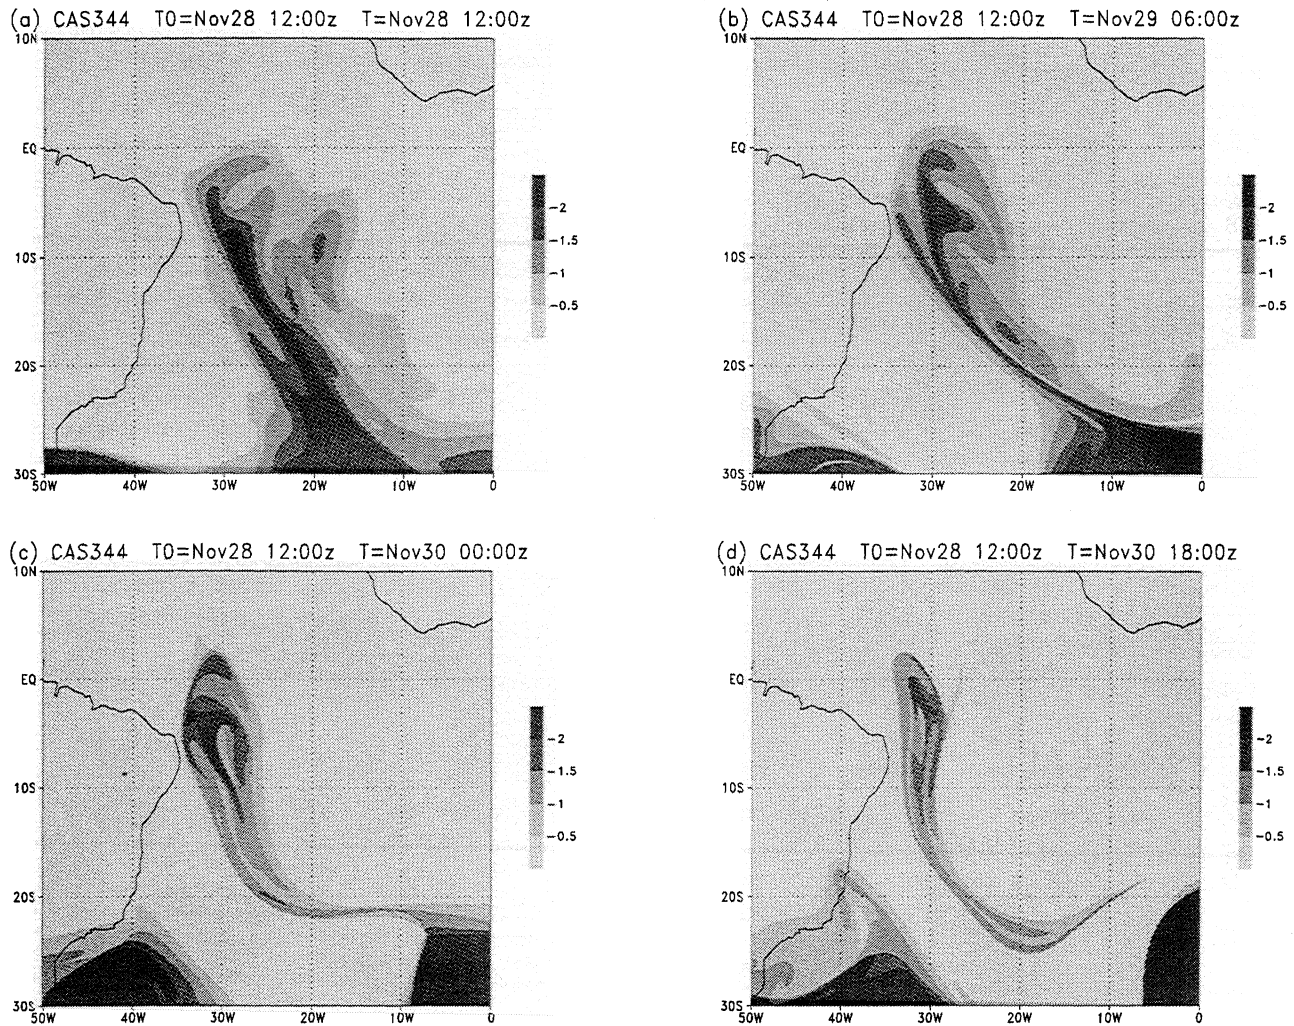 (a) CAS344 T0=Nov28 12:00z T=Nov28 12:00z
10N
EQ
10S
20S
30S
50W 40W 30W 20W 10W 0
-2
-1.5
-1
-0.5
(b) CAS344 T0=Nov28 12:00z T=Nov29 06:00z
10N
EQ
10S
20S
30S
50W 40W 30W 20W 10W 0
-2
-1.5
-1
-0.5
(c) CAS344 T0=Nov28 12:00z T=Nov30 00:00z
10N
EQ
10S
20S
30S
50W 40W 30W 20W 10W 0
-2
-1.5
-1
-0.5
(d) CAS344 T0=Nov28 12:00z T=Nov30 18:00z
10N
EQ
10S
20S
30S
50W 40W 30W 20W 10W 0
-2
-1.5
-1
-0.5